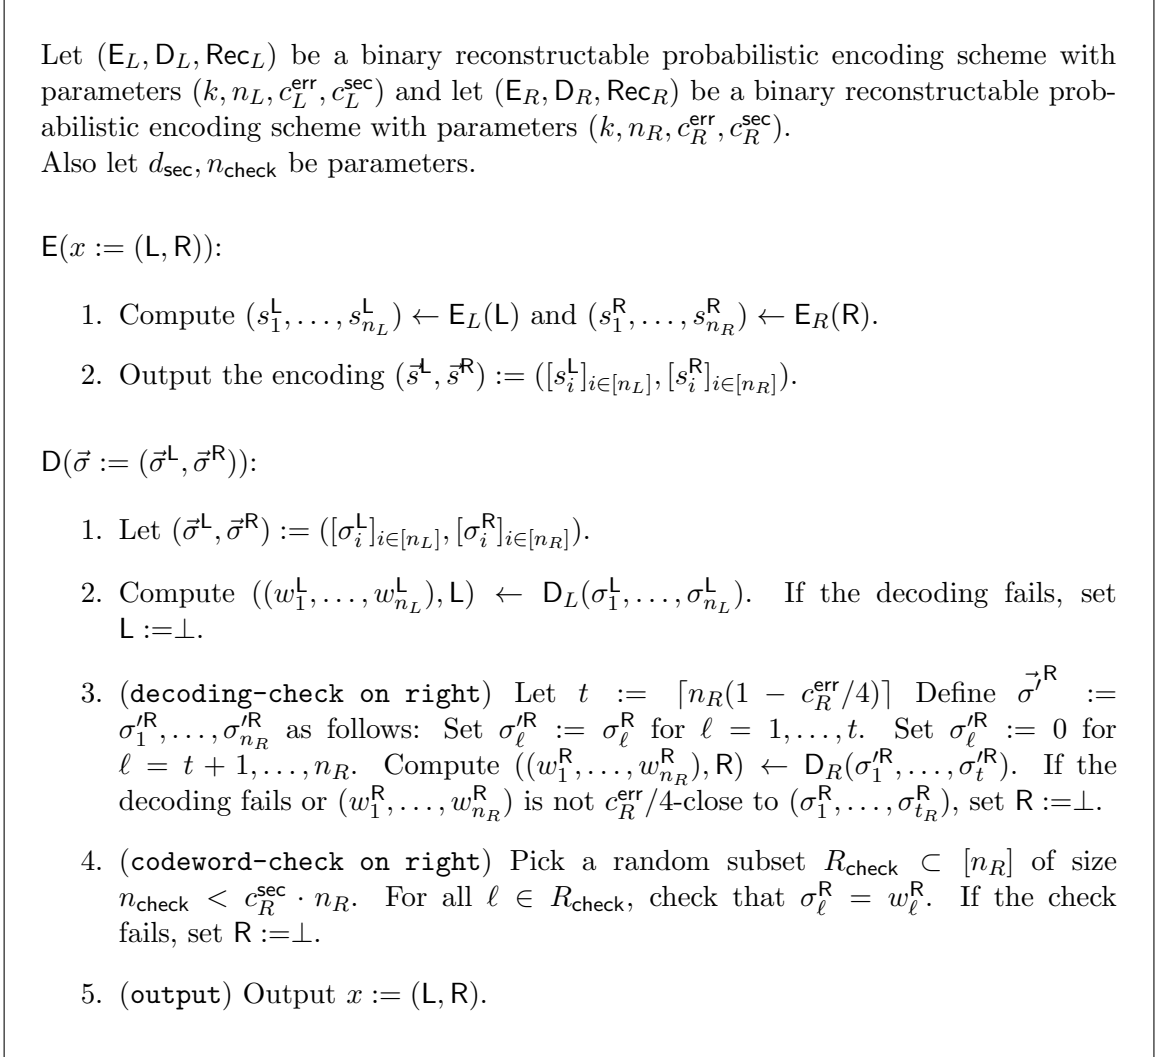 Let (E_L, D_L, Rec_L) be a binary reconstructable probabilistic encoding scheme with
parameters (k, n_L, c_L^err, c_L^sec) and let (E_R, D_R, Rec_R) be a binary reconstructable prob-
abilistic encoding scheme with parameters (k, n_R, c_R^err, c_R^sec).
Also let d_sec, n_check be parameters.
E(x := (L, R)):
1. Compute (s_1^L, . . . , s_{n_L}^L) ← E_L(L) and (s_1^R, . . . , s_{n_R}^R) ← E_R(R).
2. Output the encoding (s⃗^L, s⃗^R) := ([s_i^L]_{i∈[n_L]}, [s_i^R]_{i∈[n_R]}).
D(σ⃗ := (σ⃗^L, σ⃗^R)):
1. Let (σ⃗^L, σ⃗^R) := ([σ_i^L]_{i∈[n_L]}, [σ_i^R]_{i∈[n_R]}).
2. Compute ((w_1^L, . . . , w_{n_L}^L), L) ← D_L(σ_1^L, . . . , σ_{n_L}^L). If the decoding fails, set
L :=⊥.
3. (decoding-check on right) Let t := ⌈n_R(1 − c_R^err/4)⌉ Define σ⃗'^R :=
σ'_1^R, . . . , σ'_{n_R}^R as follows: Set σ'_ℓ^R := σ_ℓ^R for ℓ = 1, . . . , t. Set σ'_ℓ^R := 0 for
ℓ = t + 1, . . . , n_R. Compute ((w_1^R, . . . , w_{n_R}^R), R) ← D_R(σ'_1^R, . . . , σ'_t^R). If the
decoding fails or (w_1^R, . . . , w_{n_R}^R) is not c_R^err/4-close to (σ_1^R, . . . , σ_{t_R}^R), set R :=⊥.
4. (codeword-check on right) Pick a random subset R_check ⊂ [n_R] of size
n_check < c_R^sec · n_R. For all ℓ ∈ R_check, check that σ_ℓ^R = w_ℓ^R. If the check
fails, set R :=⊥.
5. (output) Output x := (L, R).